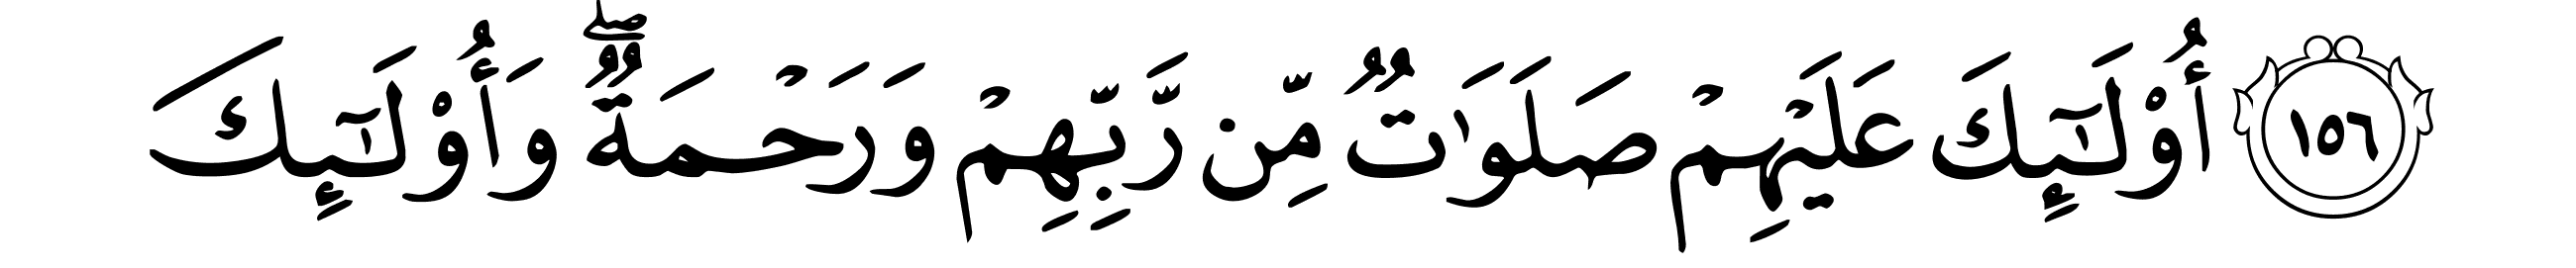 ١٥٦ أُوْلَـٰٓئِكَ عَلَيْهِمْ صَلَوَٰتٌ مِّن رَّبِّهِمْ وَرَحْمَةٌ ۖ وَأُوْلَـٰٓئِكَ